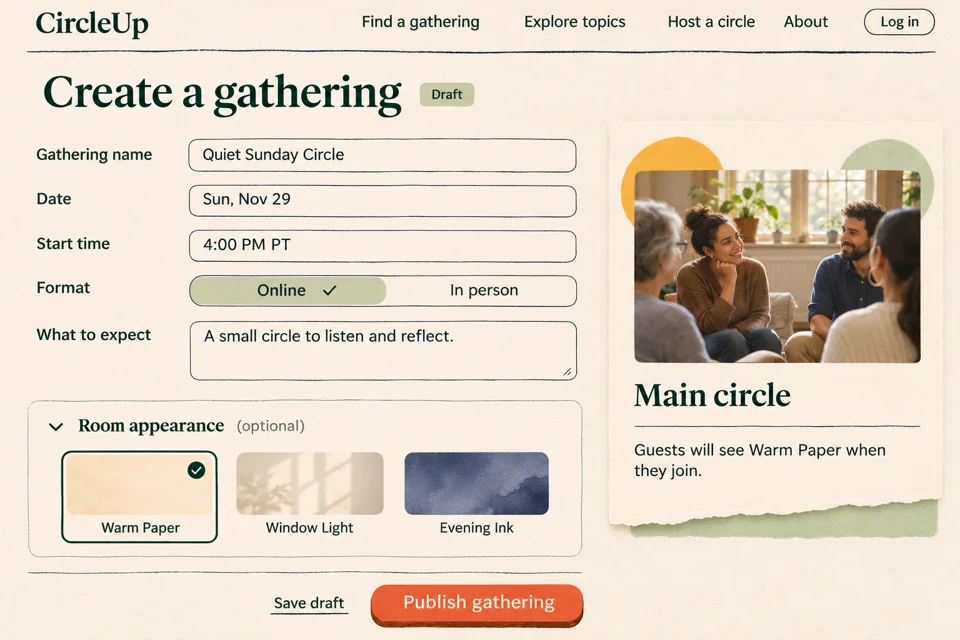 CircleUp
Find a gathering
Explore topics
Host a circle
About
Log in
Create a gathering
Draft
Gathering name
Quiet Sunday Circle
Date
Sun, Nov 29
Start time
4:00 PM PT
Format
Online
In person
What to expect
A small circle to listen and reflect.
Room appearance (optional)
Warm Paper
Window Light
Evening Ink
Save draft
Publish gathering
Main circle
Guests will see Warm Paper when
they join.